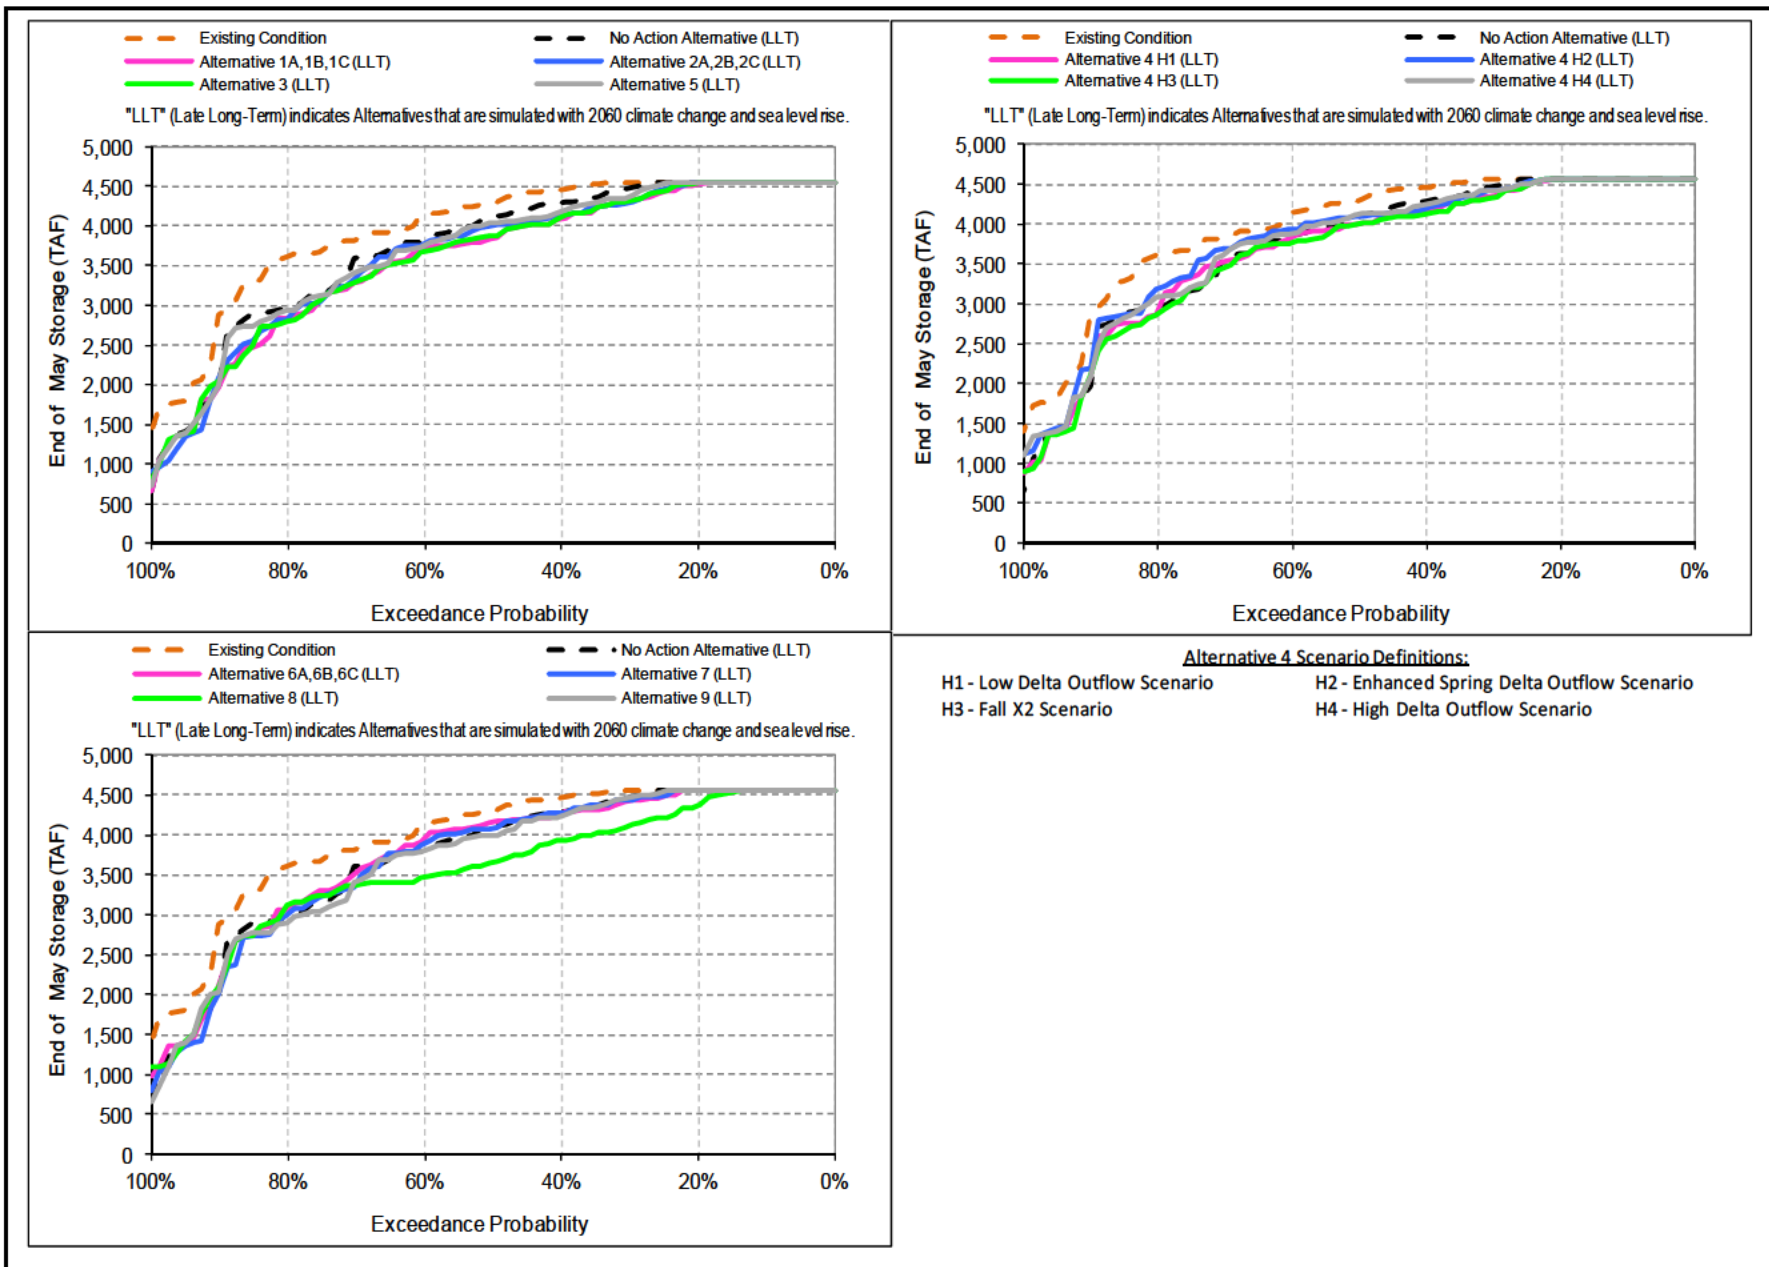 Existing Condition No Action Alternative (LLT)
Alternative 1A,1B,1C (LLT) Alternative 2A,2B,2C (LLT)
Alternative 3 (LLT) Alternative 5 (LLT)
"LLT" (Late Long-Term) indicates Alternatives that are simulated with 2060 climate change and sea level rise.
End of May Storage (TAF)
5,000
4,500
4,000
3,500
3,000
2,500
2,000
1,500
1,000
500
0
100% 80% 60% 40% 20% 0%
Exceedance Probability
Existing Condition No Action Alternative (LLT)
Alternative 4 H1 (LLT) Alternative 4 H2 (LLT)
Alternative 4 H3 (LLT) Alternative 4 H4 (LLT)
"LLT" (Late Long-Term) indicates Alternatives that are simulated with 2060 climate change and sea level rise.
End of May Storage (TAF)
5,000
4,500
4,000
3,500
3,000
2,500
2,000
1,500
1,000
500
0
100% 80% 60% 40% 20% 0%
Exceedance Probability
Existing Condition No Action Alternative (LLT)
Alternative 6A,6B,6C (LLT) Alternative 7 (LLT)
Alternative 8 (LLT) Alternative 9 (LLT)
"LLT" (Late Long-Term) indicates Alternatives that are simulated with 2060 climate change and sea level rise.
End of May Storage (TAF)
5,000
4,500
4,000
3,500
3,000
2,500
2,000
1,500
1,000
500
0
100% 80% 60% 40% 20% 0%
Exceedance Probability
Alternative 4 Scenario Definitions:
H1 - Low Delta Outflow Scenario H2 - Enhanced Spring Delta Outflow Scenario
H3 - Fall X2 Scenario H4 - High Delta Outflow Scenario